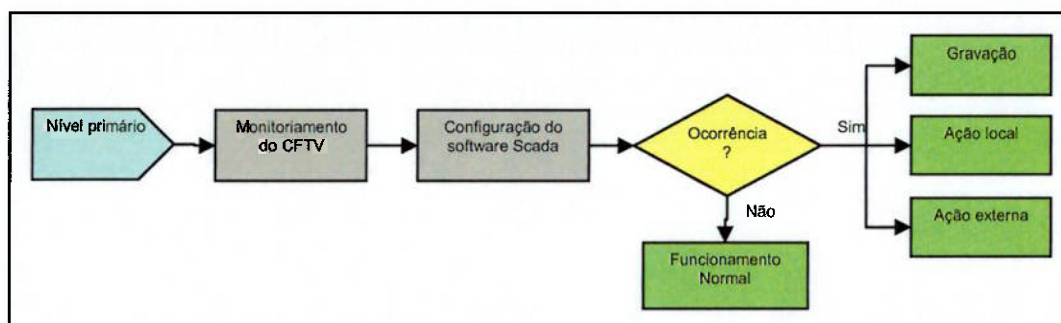 Nível primário
Monitoriamento
do CFTV
Configuração do
software Scada
Ocorrência
?
Sim
Não
Gravação
Ação local
Ação externa
Funcionamento
Normal